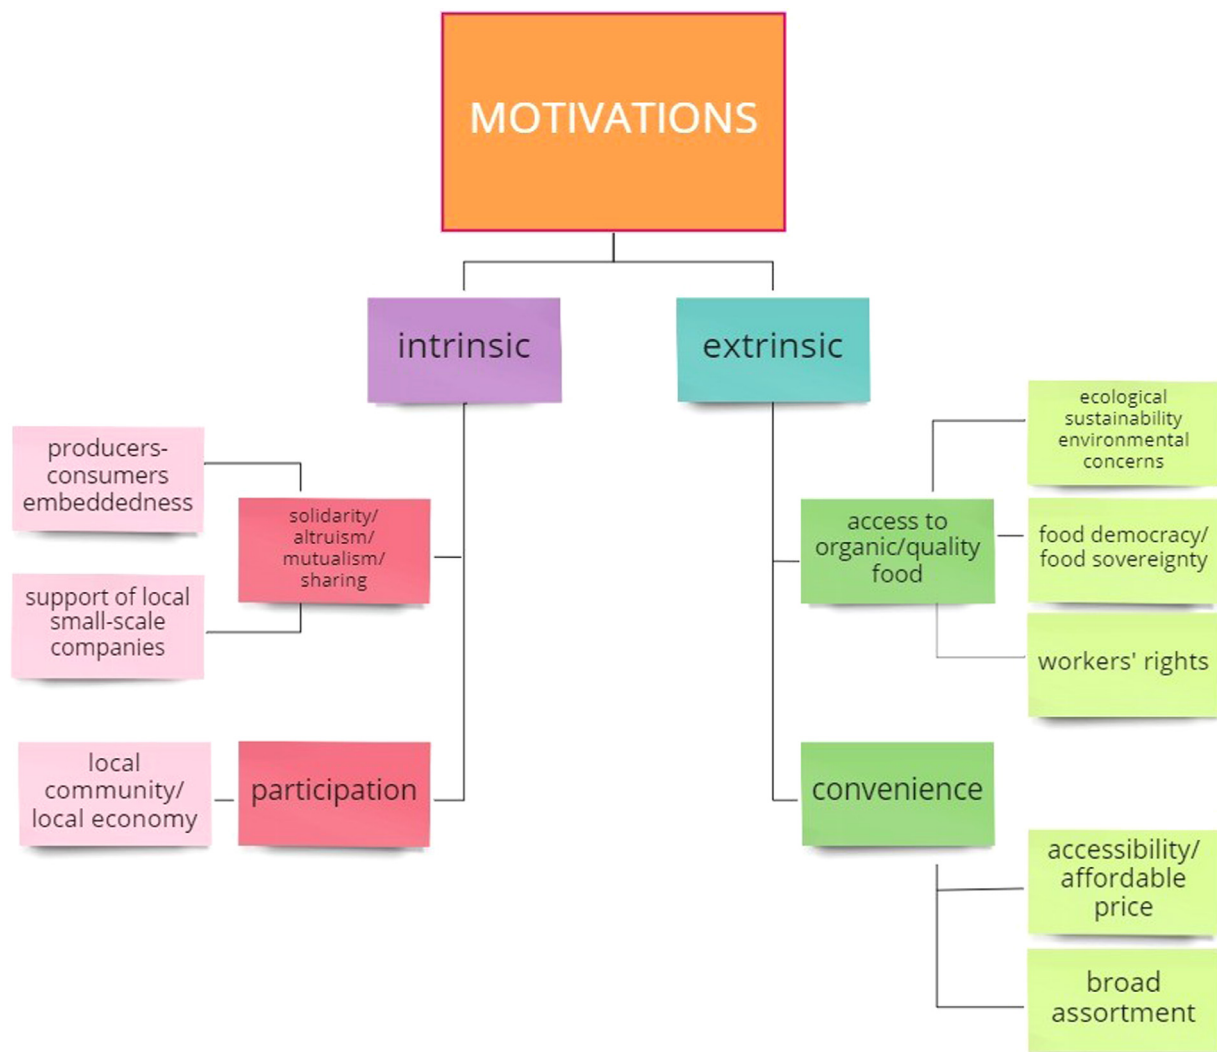 MOTIVATIONS
intrinsic
extrinsic
producers-
consumers
embeddedness
solidarity/
altruism/
mutualism/
sharing
support of local
small-scale
companies
local
community/
local economy
participation
access to
organic/quality
food
ecological
sustainability
environmental
concerns
food democracy/
food sovereignty
workers' rights
convenience
accessibility/
affordable
price
broad
assortment